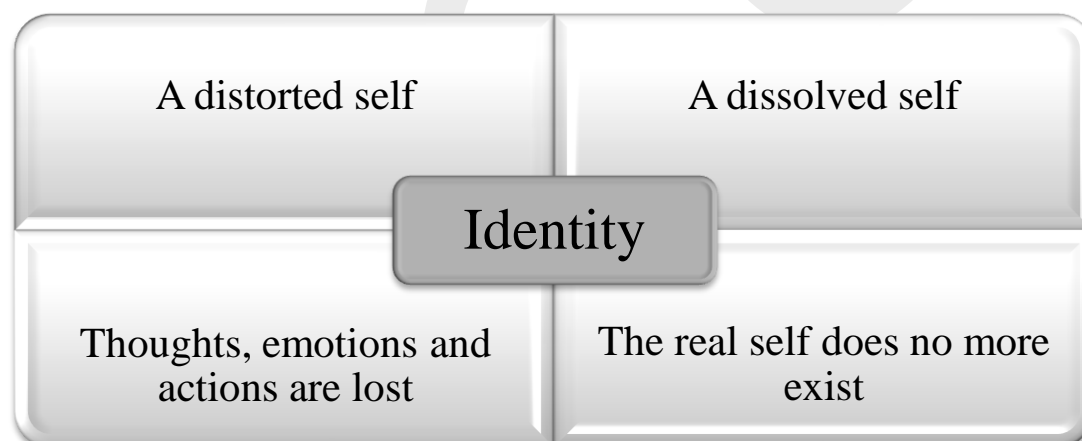 A distorted self
A dissolved self
Identity
Thoughts, emotions and
actions are lost
The real self does no more
exist